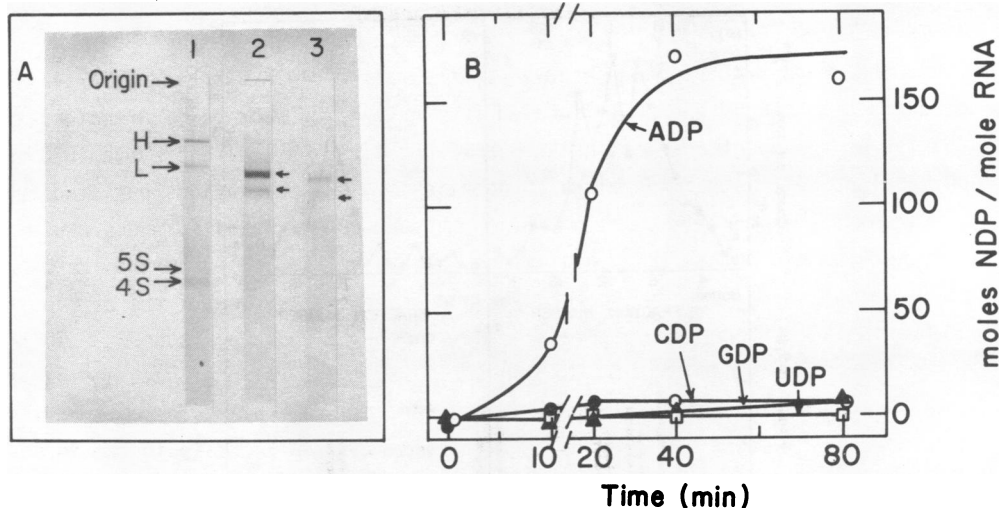 A
1 2 3
Origin→
H→
L→
5S→
4S→
B
ADP
CDP
GDP
UDP
150
100
50
0
moles NDP/mole RNA
0 10 20 40 80
Time (min)